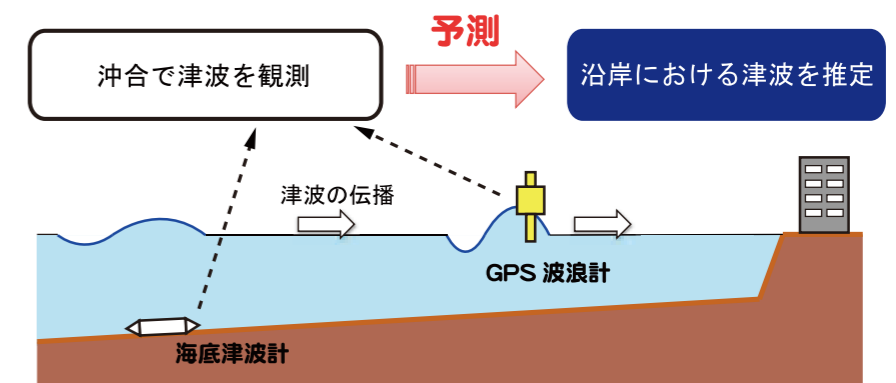 予測
沖合で津波を観測
沿岸における津波を推定
津波の伝播
GPS 波浪計
海底津波計